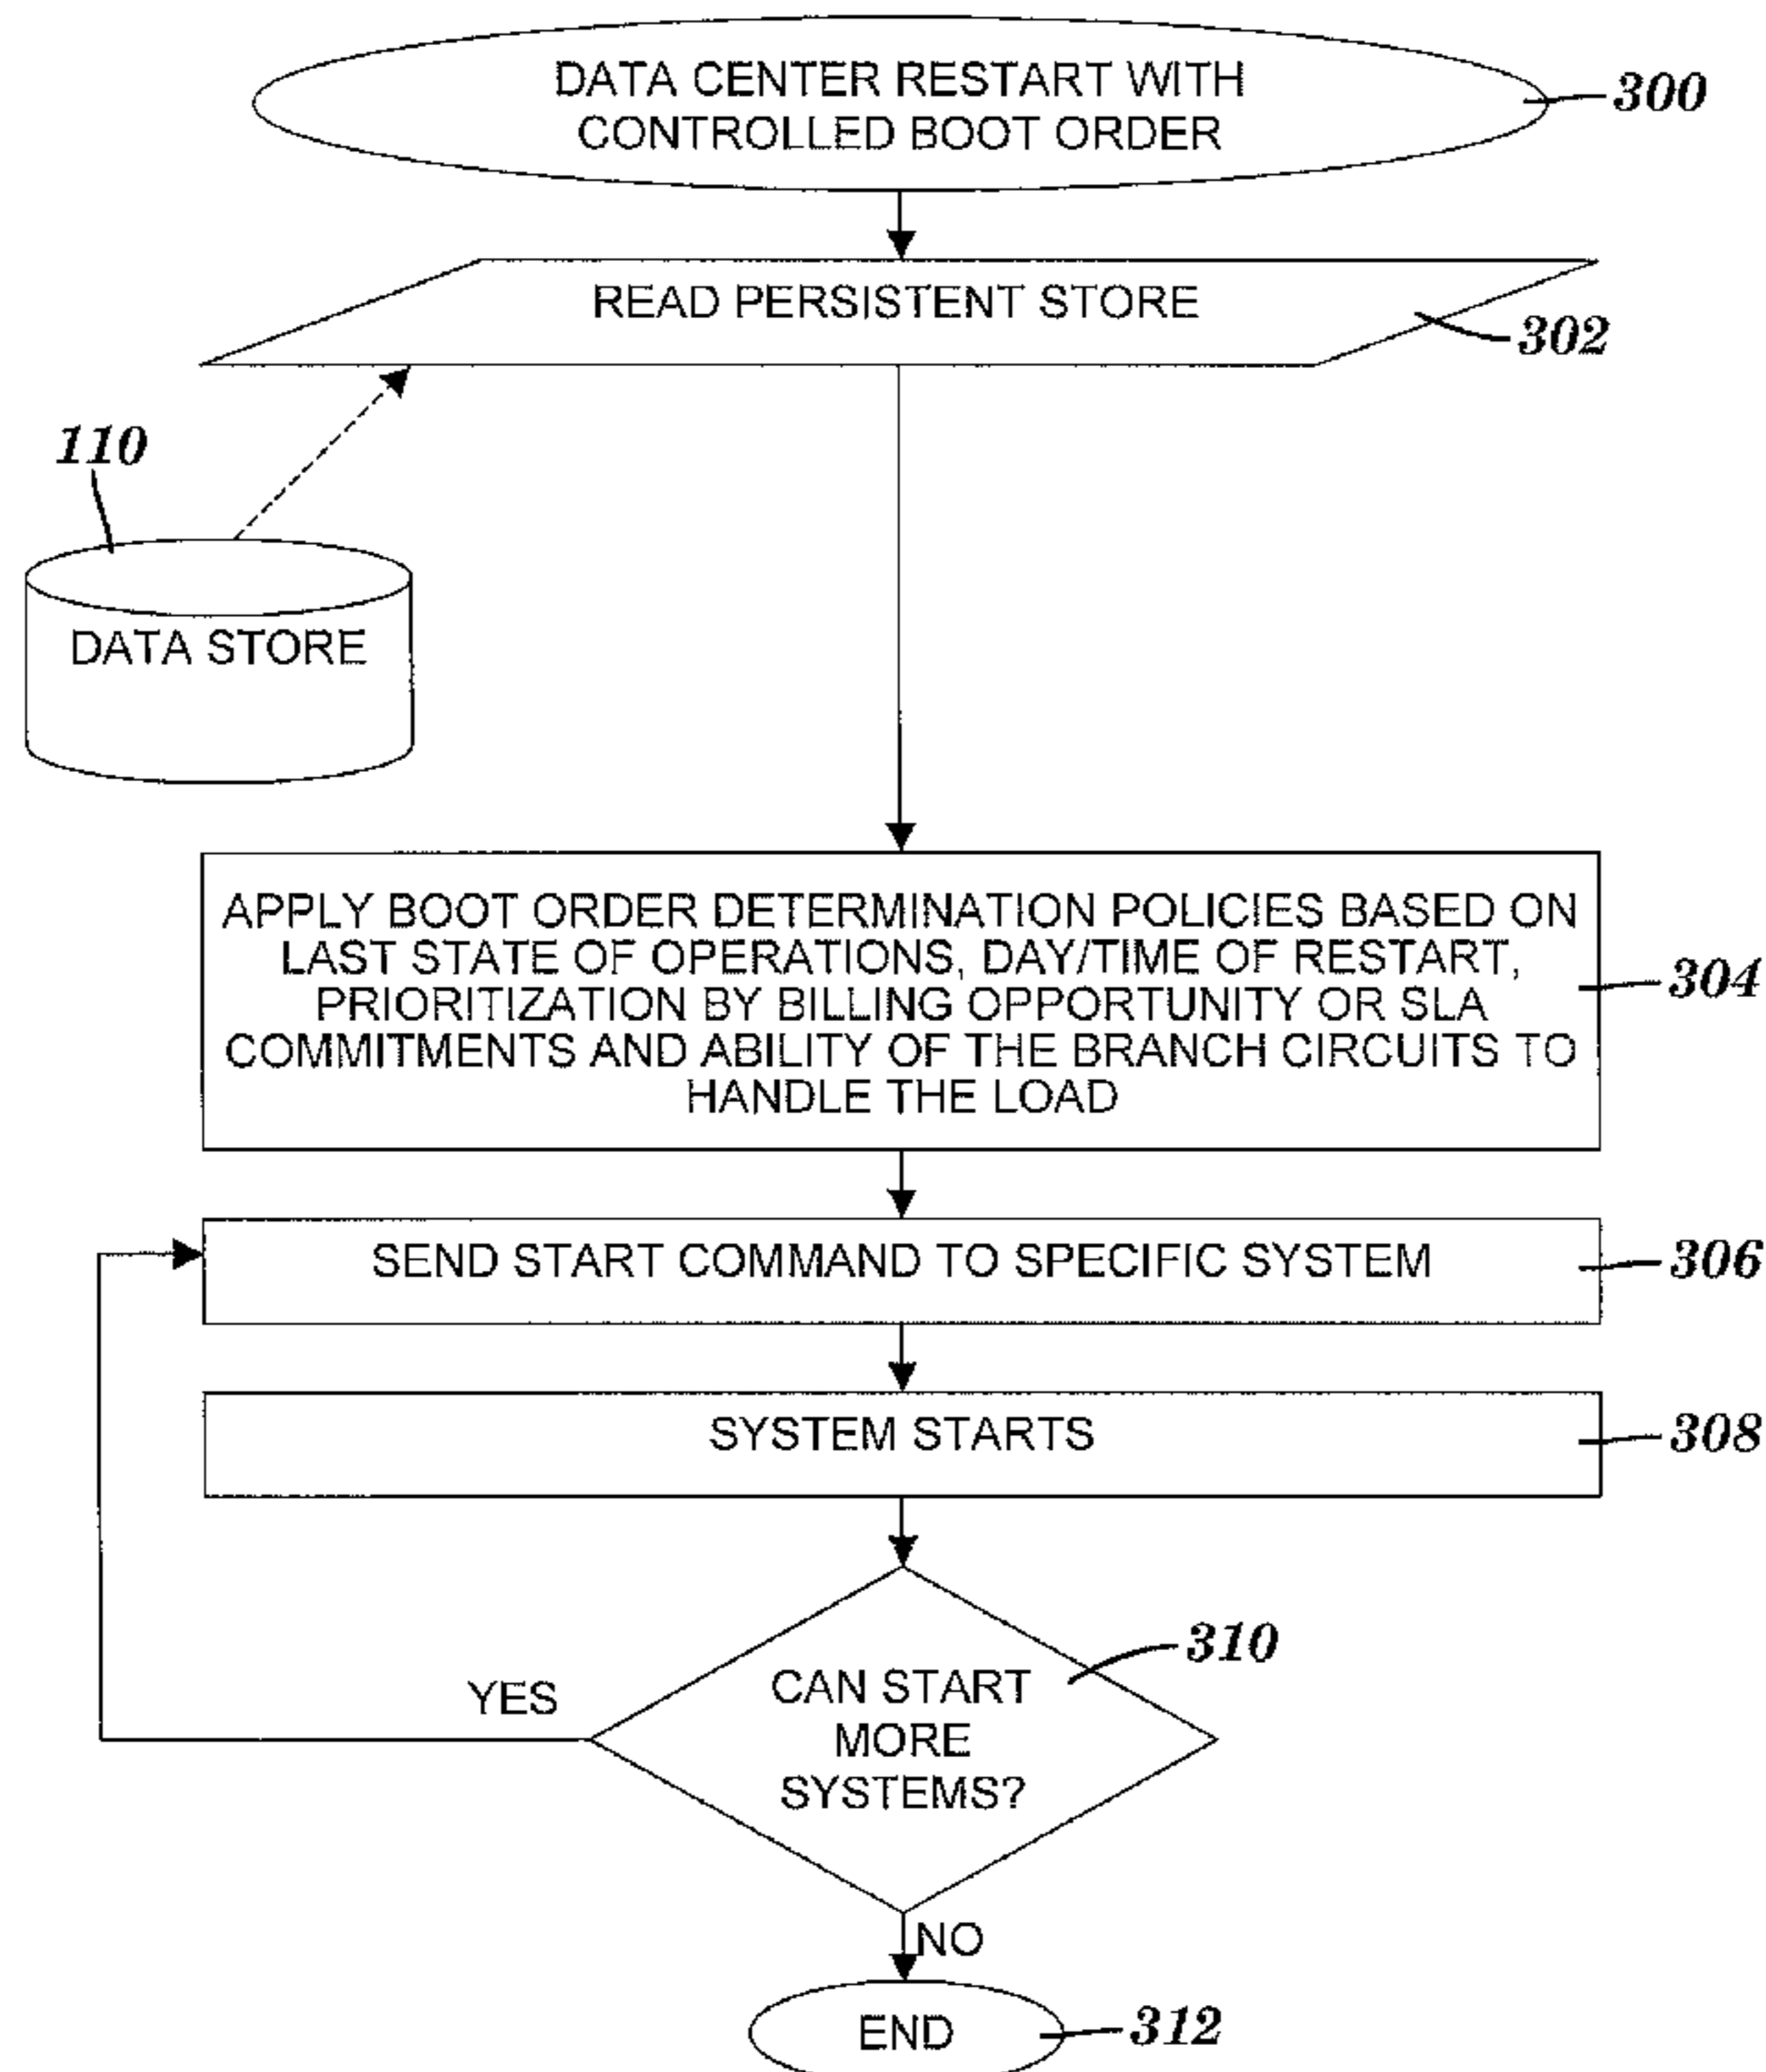 DATA CENTER RESTART WITH
CONTROLLED BOOT ORDER
300
READ PERSISTENT STORE
302
110
DATA STORE
APPLY BOOT ORDER DETERMINATION POLICIES BASED ON
LAST STATE OF OPERATIONS, DAY/TIME OF RESTART,
PRIORITIZATION BY BILLING OPPORTUNITY OR SLA
COMMITMENTS AND ABILITY OF THE BRANCH CIRCUITS TO
HANDLE THE LOAD
304
SEND START COMMAND TO SPECIFIC SYSTEM
306
SYSTEM STARTS
308
310
YES
CAN START
MORE
SYSTEMS?
NO
END
312